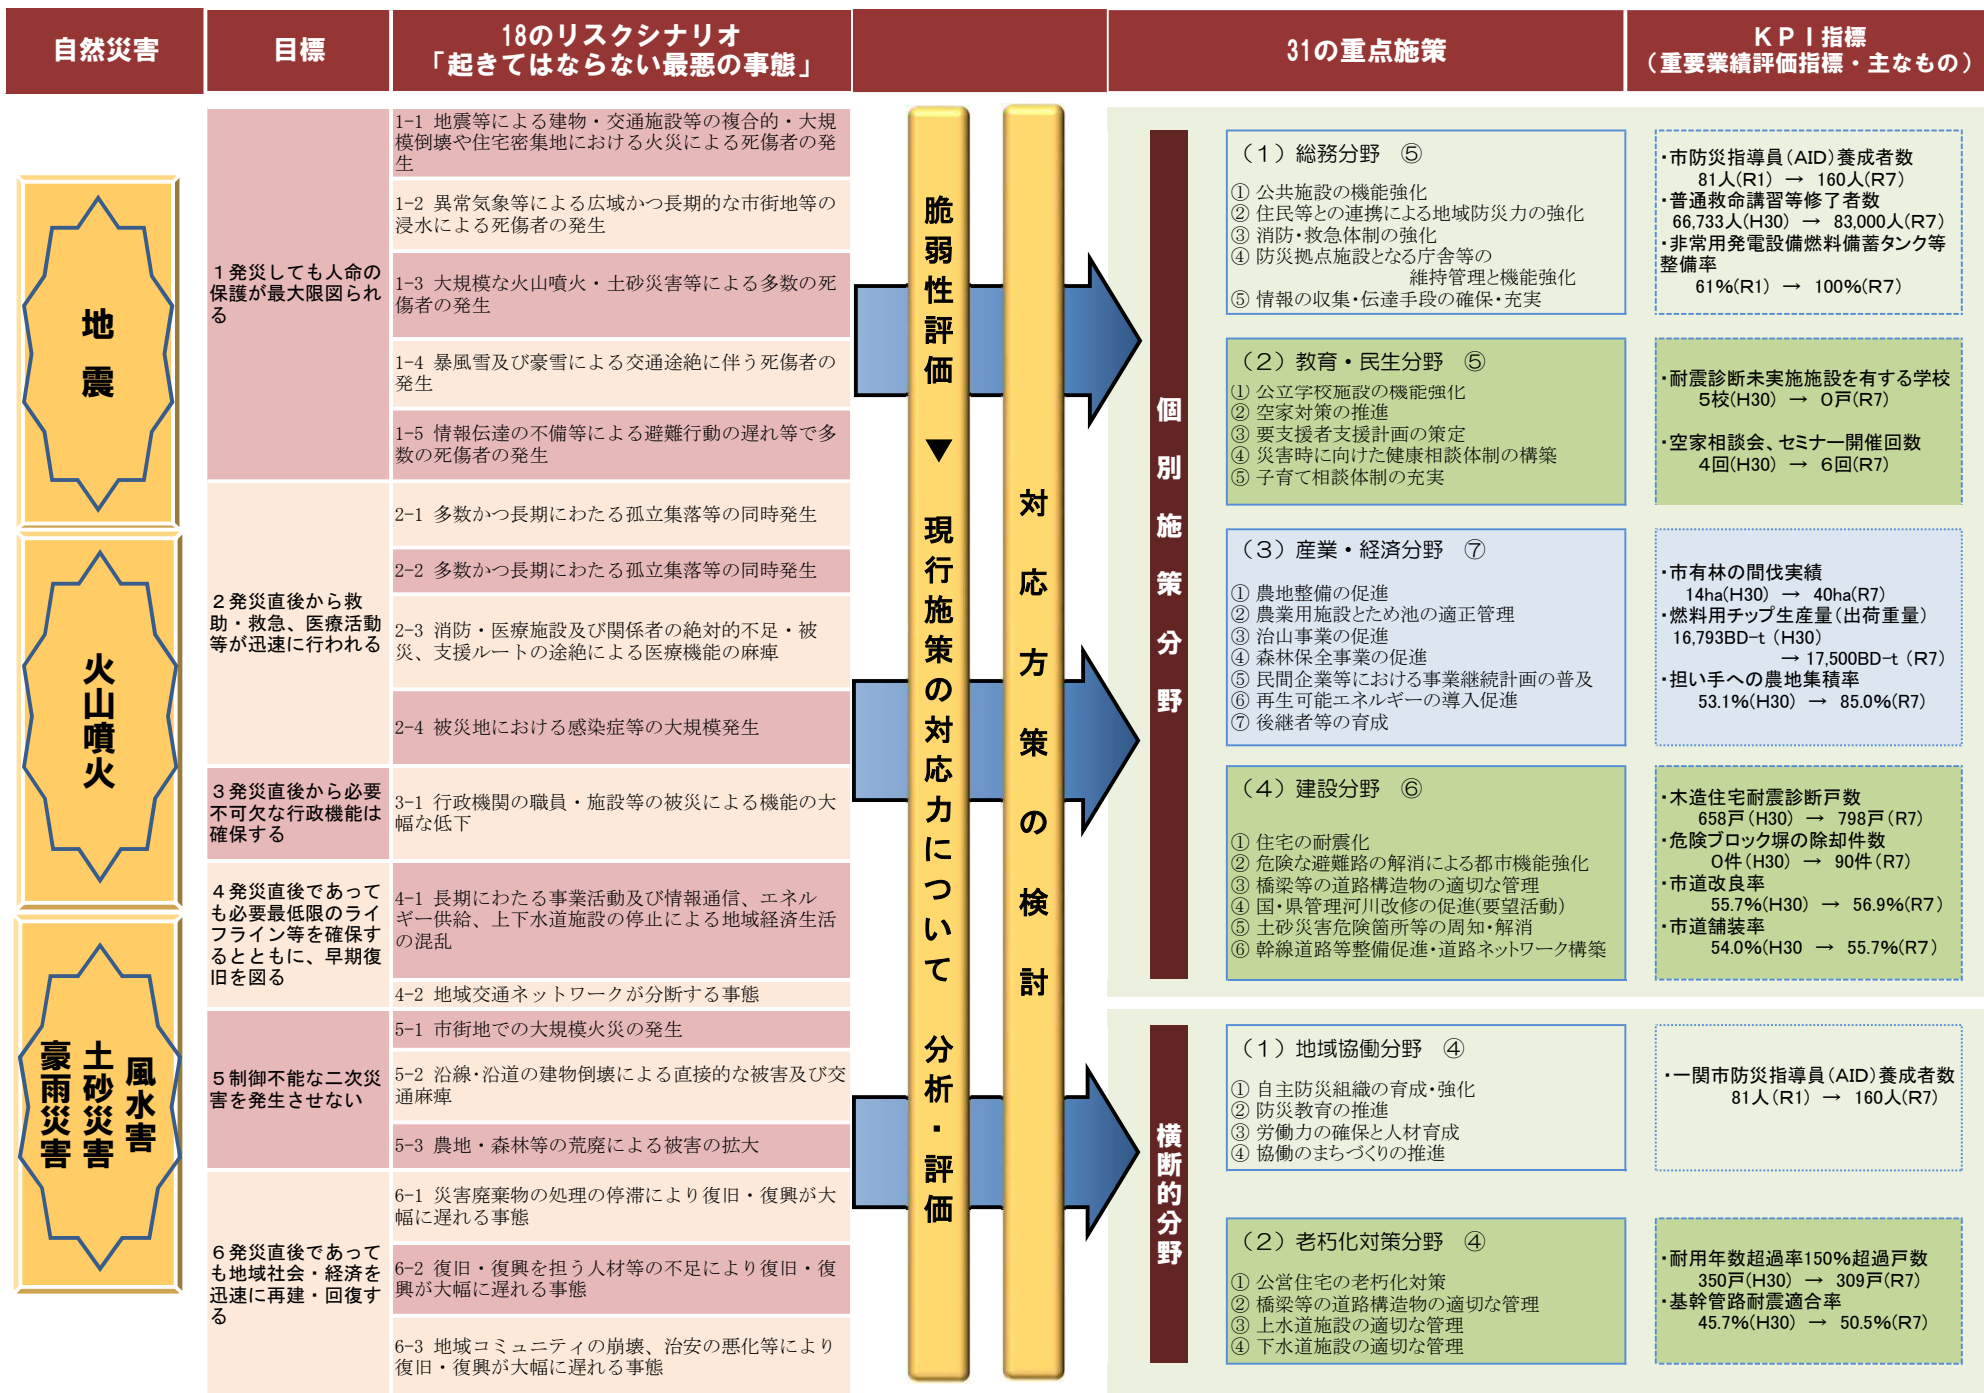 自然災害
目標
18のリスクシナリオ
「起きてはならない最悪の事態」
31の重点施策
ＫＰＩ指標
（重要業績評価指標・主なもの）
地震
火山噴火
風水害
土砂災害
豪雨災害
1発災しても人命の
保護が最大限図られ
る
1-1 地震等による建物・交通施設等の複合的・大規
模倒壊や住宅密集地における火災による死傷者の発
生
1-2 異常気象等による広域かつ長期的な市街地等の
浸水による死傷者の発生
1-3 大規模な火山噴火・土砂災害等による多数の死
傷者の発生
1-4 暴風雪及び豪雪による交通途絶に伴う死傷者の
発生
1-5 情報伝達の不備等による避難行動の遅れ等で多
数の死傷者の発生
2発災直後から救
助・救急、医療活動
等が迅速に行われる
2-1 多数かつ長期にわたる孤立集落等の同時発生
2-2 多数かつ長期にわたる孤立集落等の同時発生
2-3 消防・医療施設及び関係者の絶対的不足・被
災、支援ルートの途絶による医療機能の麻痺
2-4 被災地における感染症等の大規模発生
3発災直後から必要
不可欠な行政機能は
確保する
3-1 行政機関の職員・施設等の被災による機能の大
幅な低下
4発災直後であって
も必要最低限のライ
フライン等を確保す
るとともに、早期復
旧を図る
4-1 長期にわたる事業活動及び情報通信、エネル
ギー供給、上下水道施設の停止による地域経済生活
の混乱
4-2 地域交通ネットワークが分断する事態
5制御不能な二次災
害を発生させない
5-1 市街地での大規模火災の発生
5-2 沿線・沿道の建物倒壊による直接的な被害及び交
通麻痺
5-3 農地・森林等の荒廃による被害の拡大
6発災直後であって
も地域社会・経済を
迅速に再建・回復す
る
6-1 災害廃棄物の処理の停滞により復旧・復興が大
幅に遅れる事態
6-2 復旧・復興を担う人材等の不足により復旧・復
興が大幅に遅れる事態
6-3 地域コミュニティの崩壊、治安の悪化等により
復旧・復興が大幅に遅れる事態
脆弱性評価 ▼ 現行施策の対応力について 分析・評価
対応方策の検討
個別施策分野
（1）総務分野 ⑤
① 公共施設の機能強化
② 住民等との連携による地域防災力の強化
③ 消防・救急体制の強化
④ 防災拠点施設となる庁舎等の
維持管理と機能強化
⑤ 情報の収集・伝達手段の確保・充実
・市防災指導員(AID)養成者数
81人(R1) → 160人(R7)
・普通救命講習等修了者数
66,733人(H30) → 83,000人(R7)
・非常用発電設備燃料備蓄タンク等
整備率
61%(R1) → 100%(R7)
（2）教育・民生分野 ⑤
① 公立学校施設の機能強化
② 空家対策の推進
③ 要支援者支援計画の策定
④ 災害時に向けた健康相談体制の構築
⑤ 子育て相談体制の充実
・耐震診断未実施施設を有する学校
5校(H30) → 0戸(R7)
・空家相談会、セミナー開催回数
4回(H30) → 6回(R7)
（3）産業・経済分野 ⑦
① 農地整備の促進
② 農業用施設とため池の適正管理
③ 治山事業の促進
④ 森林保全事業の促進
⑤ 民間企業等における事業継続計画の普及
⑥ 再生可能エネルギーの導入促進
⑦ 後継者等の育成
・市有林の間伐実績
14ha(H30) → 40ha(R7)
・燃料用チップ生産量（出荷重量）
16,793BD-t (H30)
→ 17,500BD-t (R7)
・担い手への農地集積率
53.1%(H30) → 85.0%(R7)
（4）建設分野 ⑥
① 住宅の耐震化
② 危険な避難路の解消による都市機能強化
③ 橋梁等の道路構造物の適切な管理
④ 国・県管理河川改修の促進(要望活動)
⑤ 土砂災害危険箇所等の周知・解消
⑥ 幹線道路等整備促進・道路ネットワーク構築
・木造住宅耐震診断戸数
658戸(H30) → 798戸(R7)
・危険ブロック塀の除却件数
0件(H30) → 90件(R7)
・市道改良率
55.7%(H30) → 56.9%(R7)
・市道舗装率
54.0%(H30 → 55.7%(R7)
横断的分野
（1）地域協働分野 ④
① 自主防災組織の育成・強化
② 防災教育の推進
③ 労働力の確保と人材育成
④ 協働のまちづくりの推進
・一関市防災指導員(AID)養成者数
81人(R1) → 160人(R7)
（2）老朽化対策分野 ④
① 公営住宅の老朽化対策
② 橋梁等の道路構造物の適切な管理
③ 上水道施設の適切な管理
④ 下水道施設の適切な管理
・耐用年数超過率150%超過戸数
350戸(H30) → 309戸(R7)
・基幹管路耐震適合率
45.7%(H30) → 50.5%(R7)